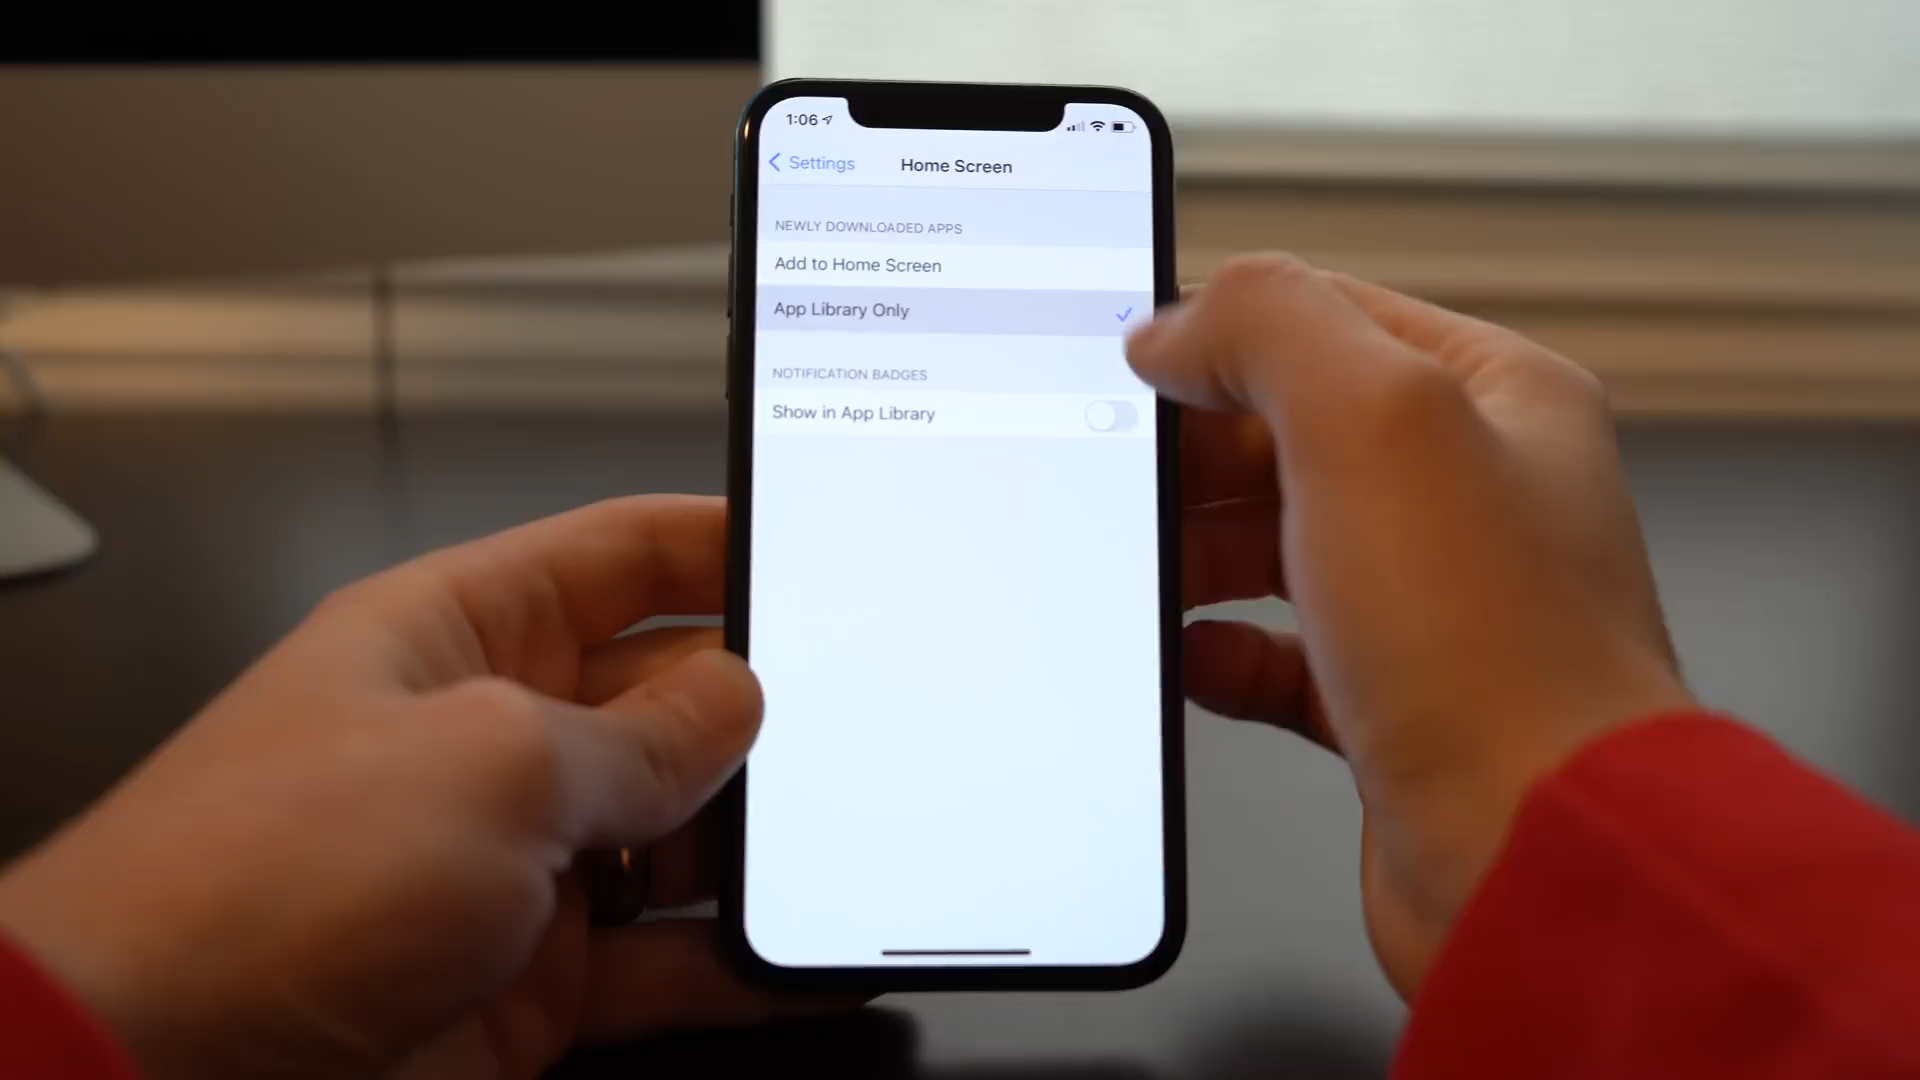 1:06
Settings
Home Screen
NEWLY DOWNLOADED APPS
Add to Home Screen
App Library Only
NOTIFICATION BADGES
Show in App Library